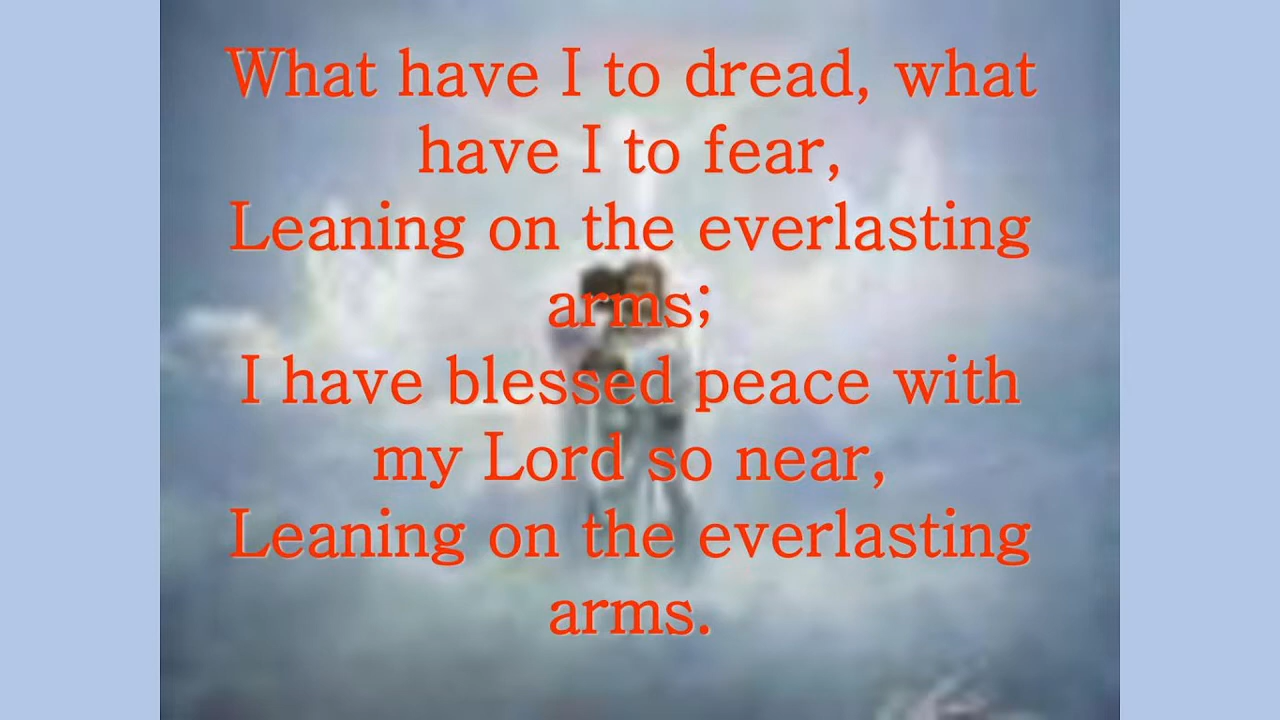 What have I to dread, what
have I to fear,
Leaning on the everlasting
arms;
I have blessed peace with
my Lord so near,
Leaning on the everlasting
arms.